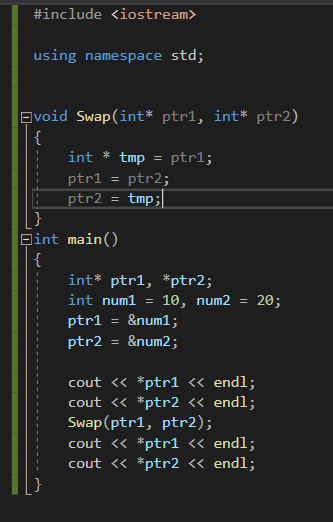 #include <iostream>
using namespace std;
void Swap(int* ptr1, int* ptr2)
{
int * tmp = ptr1;
ptr1 = ptr2;
ptr2 = tmp;
}
int main()
{
int* ptr1, *ptr2;
int num1 = 10, num2 = 20;
ptr1 = &num1;
ptr2 = &num2;
cout << *ptr1 << endl;
cout << *ptr2 << endl;
Swap(ptr1, ptr2);
cout << *ptr1 << endl;
cout << *ptr2 << endl;
}